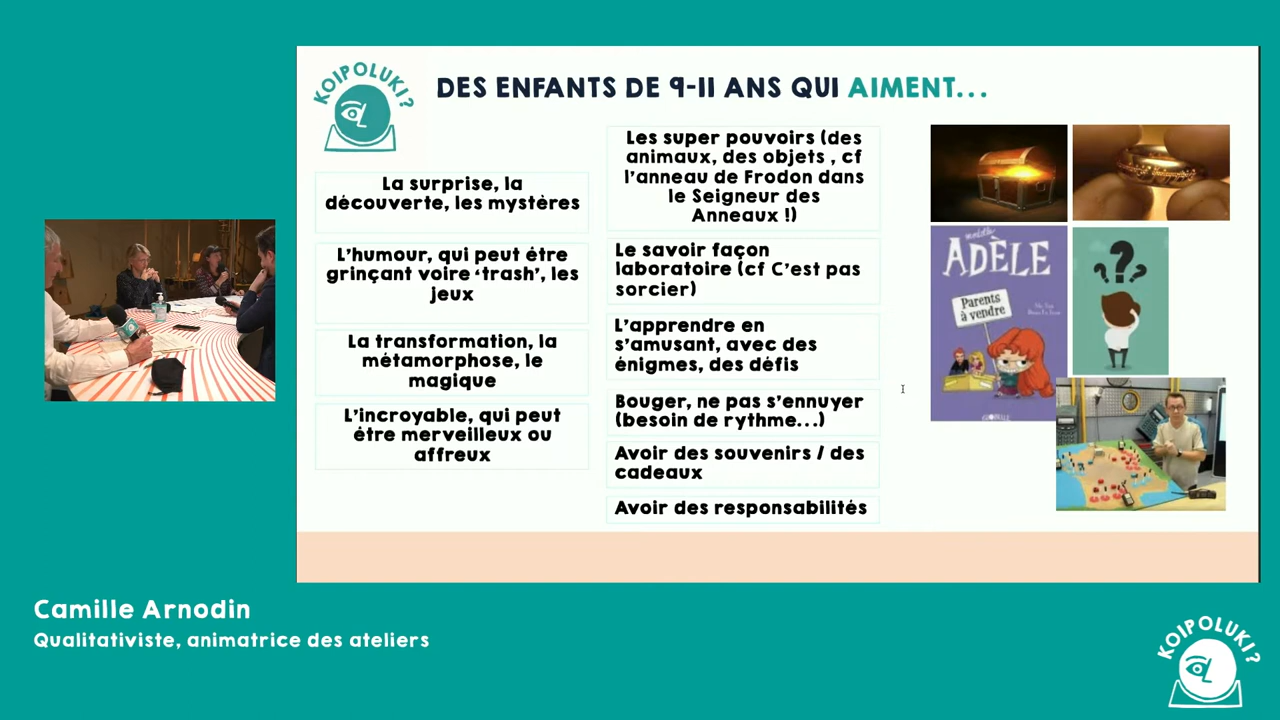 KOIPOLUKI?
DES ENFANTS DE 9-11 ANS QUI AIMENT...
La surprise, la
découverte, les mystères
L'humour, qui peut être
grinçant voire 'trash', les
jeux
La transformation, la
métamorphose, le
magique
L'incroyable, qui peut
être merveilleux ou
affreux
Les super pouvoirs (des
animaux, des objets , cf
l'anneau de Frodon dans
le Seigneur des
Anneaux !)
Le savoir façon
laboratoire (cf C'est pas
sorcier)
L'apprendre en
s'amusant, avec des
énigmes, des défis
Bouger, ne pas s'ennuyer
(besoin de rythme...)
Avoir des souvenirs / des
cadeaux
Avoir des responsabilités
mortelle
ADÈLE
Parents
à vendre
???
Camille Arnodin
Qualitativiste, animatrice des ateliers
KOIPOLUKI?